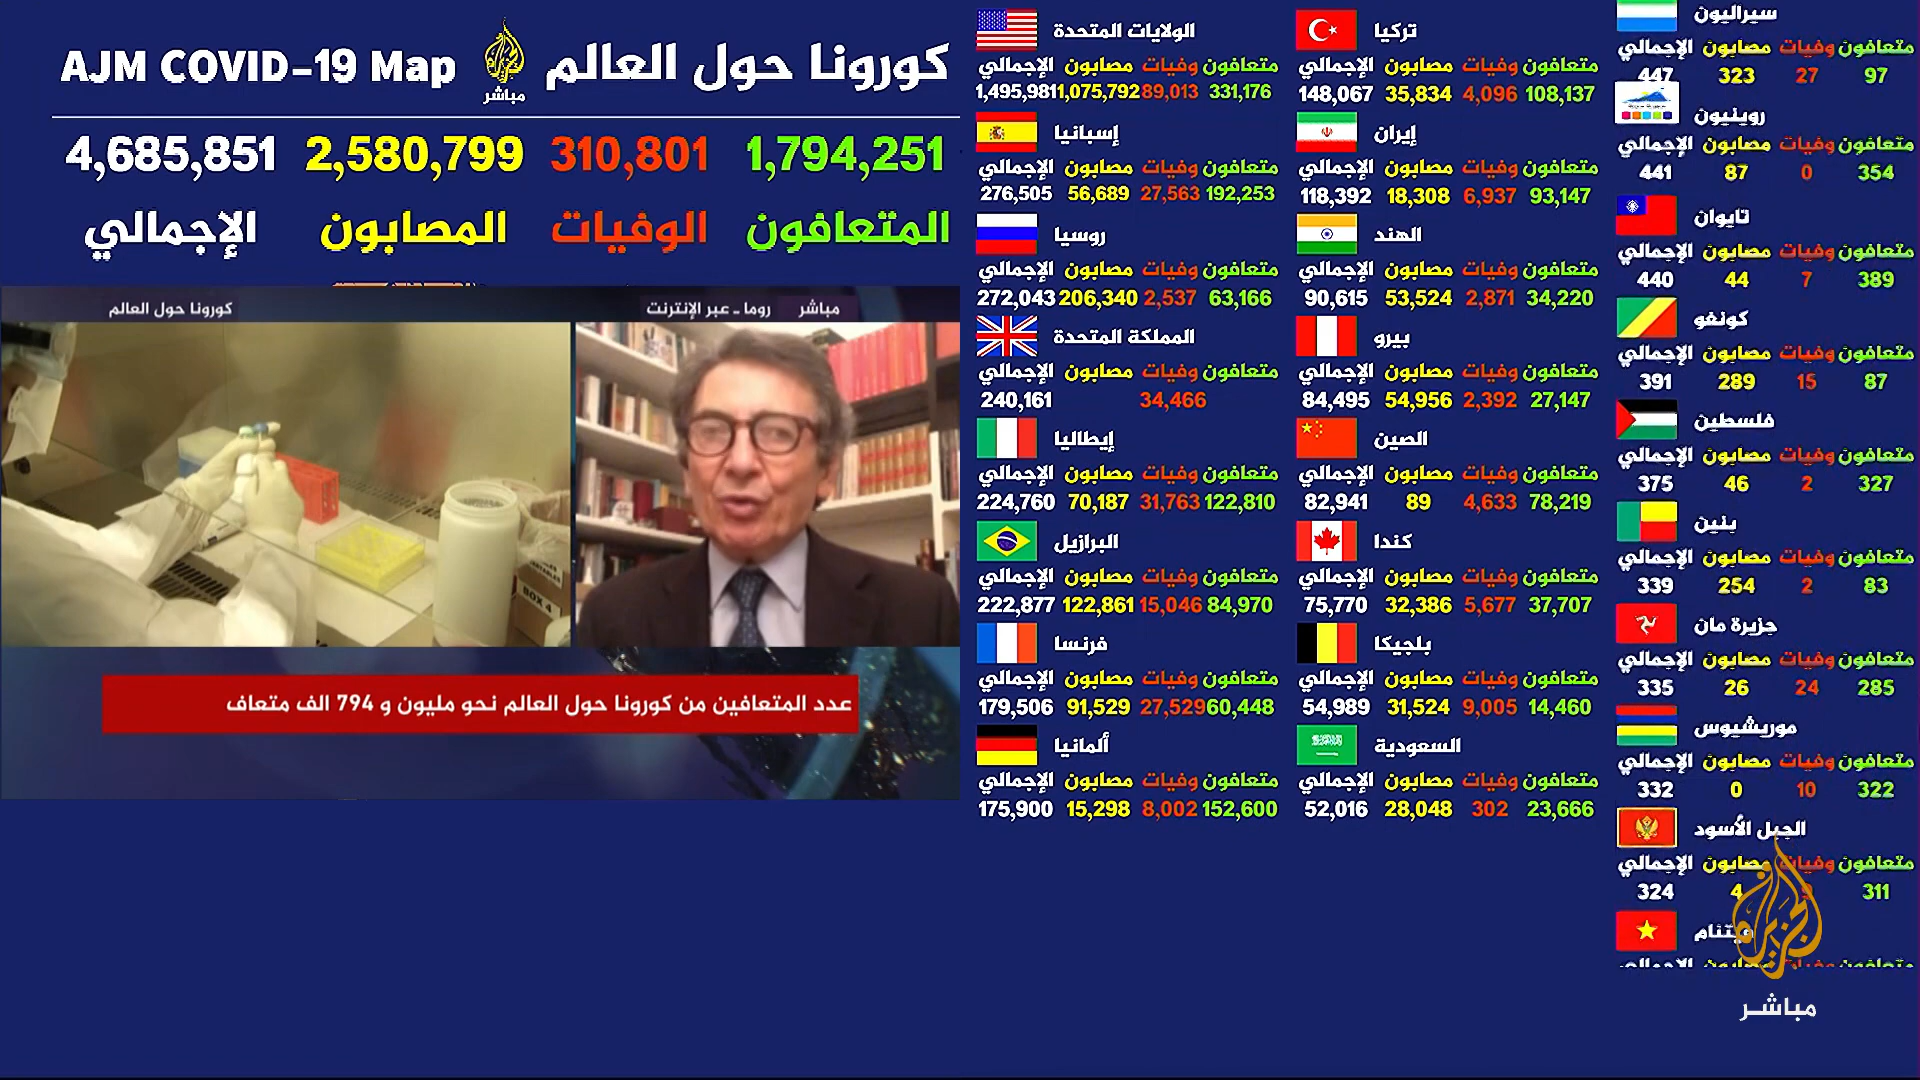 AJM COVID-19 Map مباشر كورونا حول العالم
4,685,851 2,580,799 310,801 1,794,251
الإجمالي المصابون الوفيات المتعافون
كورونا حول العالم
مباشر روما ـ عبر الإنترنت
BOX 4
عدد المتعافين من كورونا حول العالم نحو مليون و 794 الف متعاف
الولايات المتحدة
الإجمالي مصابون وفيات متعافون
1,495,981 1,075,792 89,013 331,176
إسبانيا
الإجمالي مصابون وفيات متعافون
276,505 56,689 27,563 192,253
روسيا
الإجمالي مصابون وفيات متعافون
272,043 206,340 2,537 63,166
المملكة المتحدة
الإجمالي مصابون وفيات متعافون
240,161 34,466
إيطاليا
الإجمالي مصابون وفيات متعافون
224,760 70,187 31,763 122,810
البرازيل
الإجمالي مصابون وفيات متعافون
222,877 122,861 15,046 84,970
فرنسا
الإجمالي مصابون وفيات متعافون
179,506 91,529 27,529 60,448
ألمانيا
الإجمالي مصابون وفيات متعافون
175,900 15,298 8,002 152,600
تركيا
الإجمالي مصابون وفيات متعافون
148,067 35,834 4,096 108,137
إيران
الإجمالي مصابون وفيات متعافون
118,392 18,308 6,937 93,147
الهند
الإجمالي مصابون وفيات متعافون
90,615 53,524 2,871 34,220
بيرو
الإجمالي مصابون وفيات متعافون
84,495 54,956 2,392 27,147
الصين
الإجمالي مصابون وفيات متعافون
82,941 89 4,633 78,219
كندا
الإجمالي مصابون وفيات متعافون
75,770 32,386 5,677 37,707
بلجيكا
الإجمالي مصابون وفيات متعافون
54,989 31,524 9,005 14,460
السعودية
الإجمالي مصابون وفيات متعافون
52,016 28,048 302 23,666
سيراليون
الإجمالي مصابون وفيات متعافون
447 323 27 97
روينيون
الإجمالي مصابون وفيات متعافون
441 87 0 354
تايوان
الإجمالي مصابون وفيات متعافون
440 44 7 389
كونغو
الإجمالي مصابون وفيات متعافون
391 289 15 87
فلسطين
الإجمالي مصابون وفيات متعافون
375 46 2 327
بنين
الإجمالي مصابون وفيات متعافون
339 254 2 83
جزيرة مان
الإجمالي مصابون وفيات متعافون
335 26 24 285
موريشيوس
الإجمالي مصابون وفيات متعافون
332 0 10 322
الجبل الأسود
الإجمالي مصابون وفيات متعافون
324 4 311
فيتنام
الإجمالي مصابون وفيات متعافون
الجزيرة
مباشر